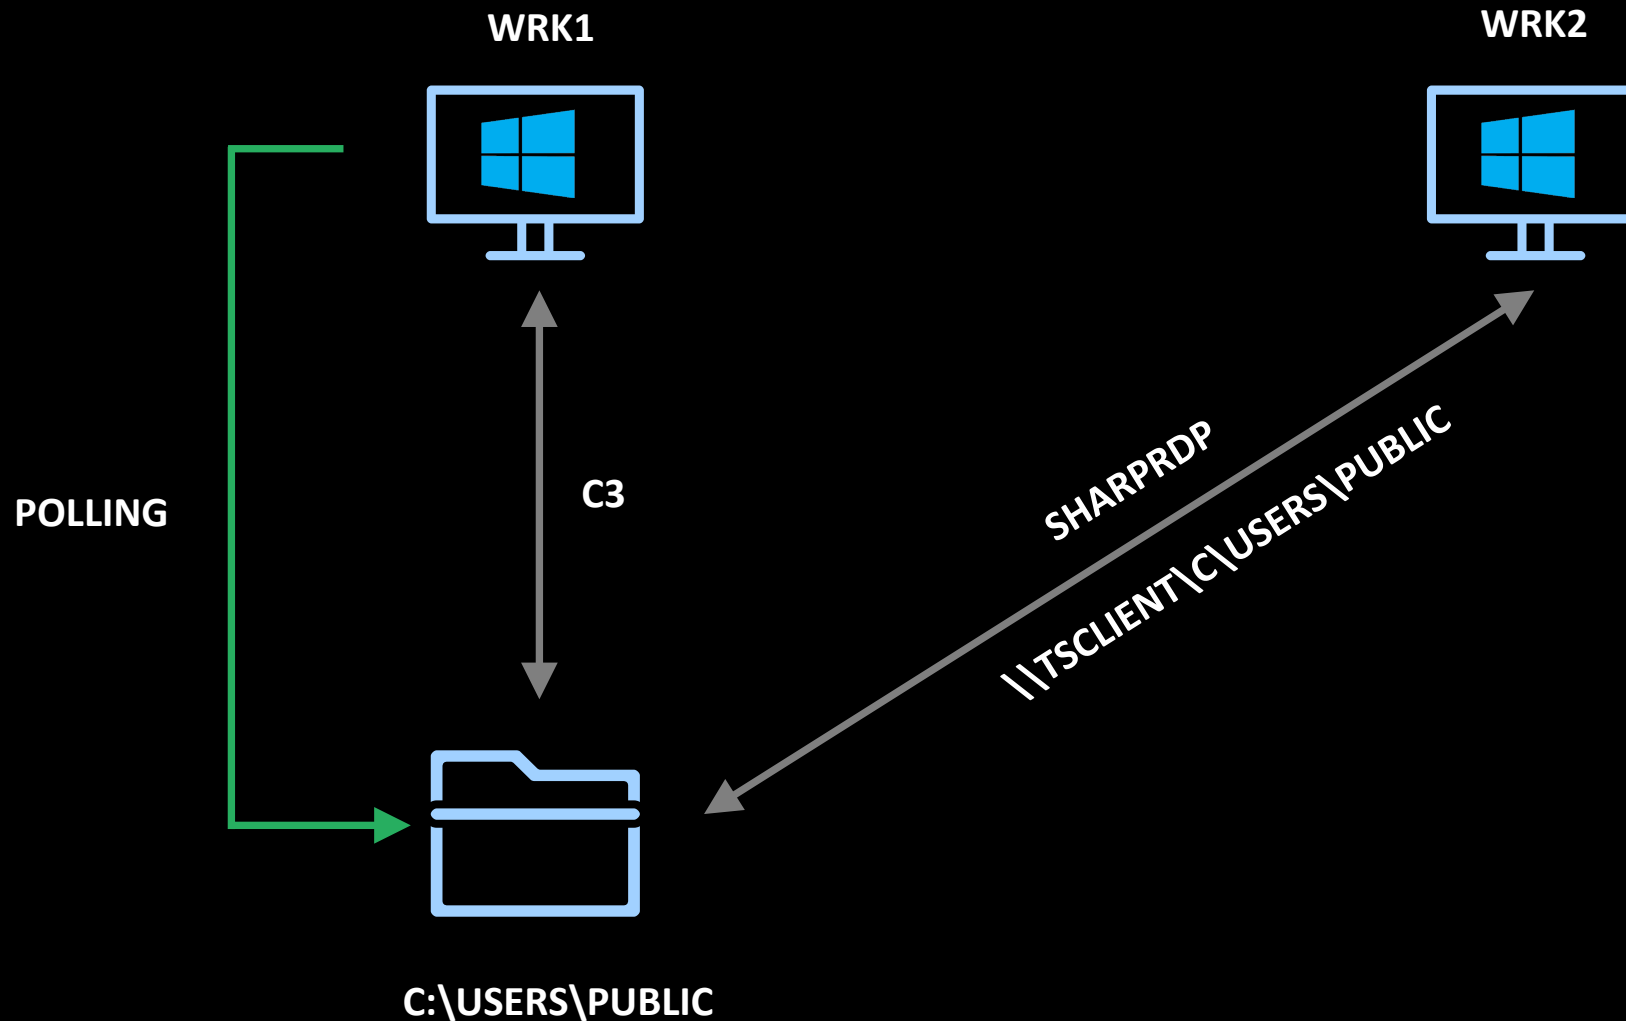 WRK1
WRK2
POLLING
C3
SHARPRDP
\\TSCLIENT\C\USERS\PUBLIC
C:\USERS\PUBLIC